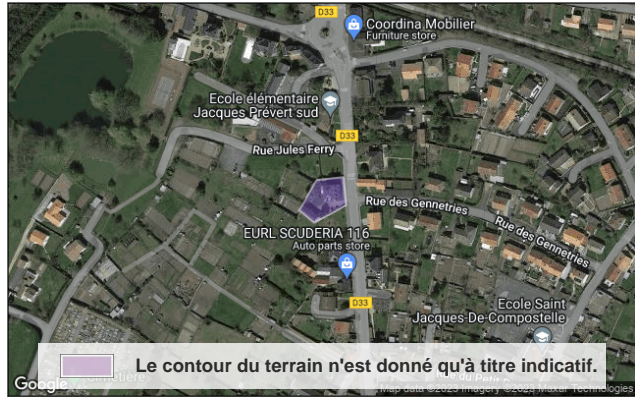 D33
Coordina Mobilier
Furniture store
Ecole élémentaire
Jacques Prévert sud
D33
Rue Jules Ferry
Rue des Gennetries
Rue des Gennetries
EURL SCUDERIA 116
Auto parts store
D33
Ecole Saint
Jacques-De-Compostelle
Le contour du terrain n'est donné qu'à titre indicatif.
Google
Map data ©2023 Imagery ©2023 Maxar Technologies